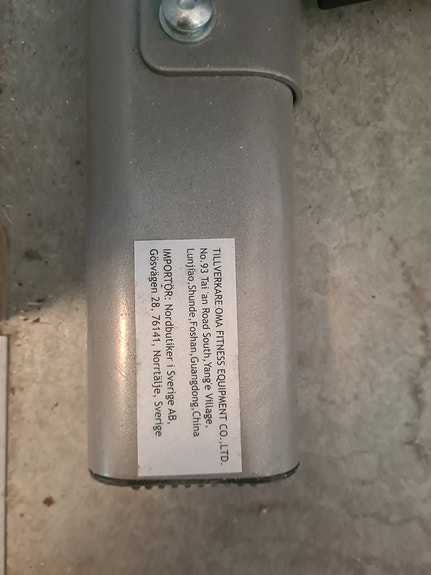 TILLVERKARE OMA FITNESS EQUIPMENT CO.,LTD.
No.93 Tai an Road South,Yang'e Village,
Lunjiao,Shunde,Foshan,Guangdong,China
IMPORTÖR: Nordbutiker i Sverige AB,
Gösvägen 28, 76141, Norrtälje, Sverige